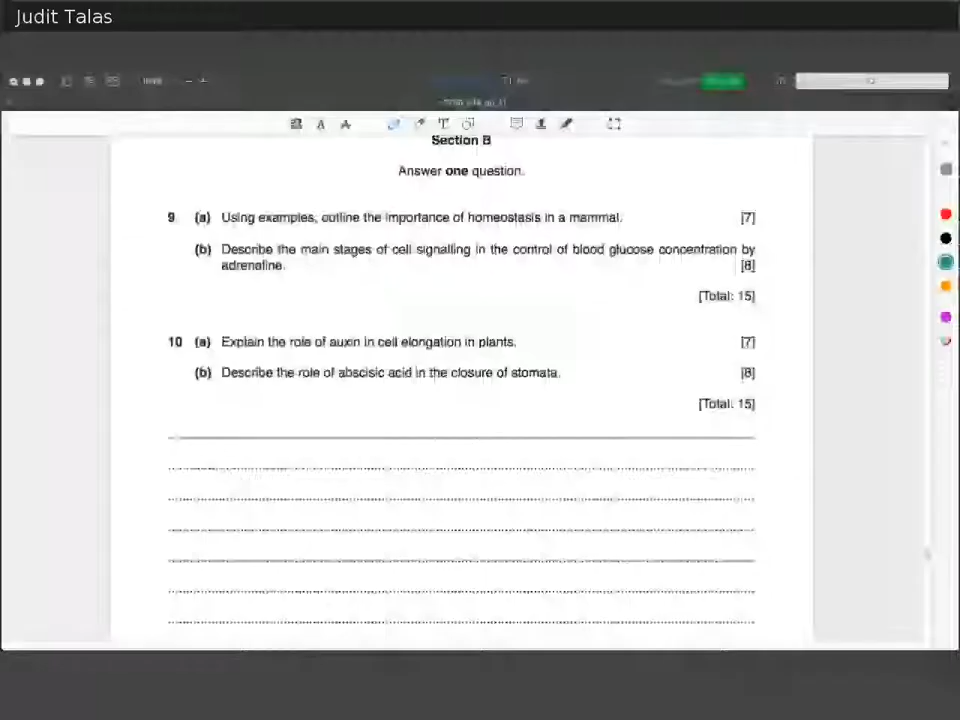 Judit Talas
Section B
Answer one question.
9 (a) Using examples, outline the importance of homeostasis in a mammal. [7]
(b) Describe the main stages of cell signalling in the control of blood glucose concentration by
adrenaline. [8]
[Total: 15]
10 (a) Explain the role of auxin in cell elongation in plants. [7]
(b) Describe the role of abscisic acid in the closure of stomata. [8]
[Total: 15]